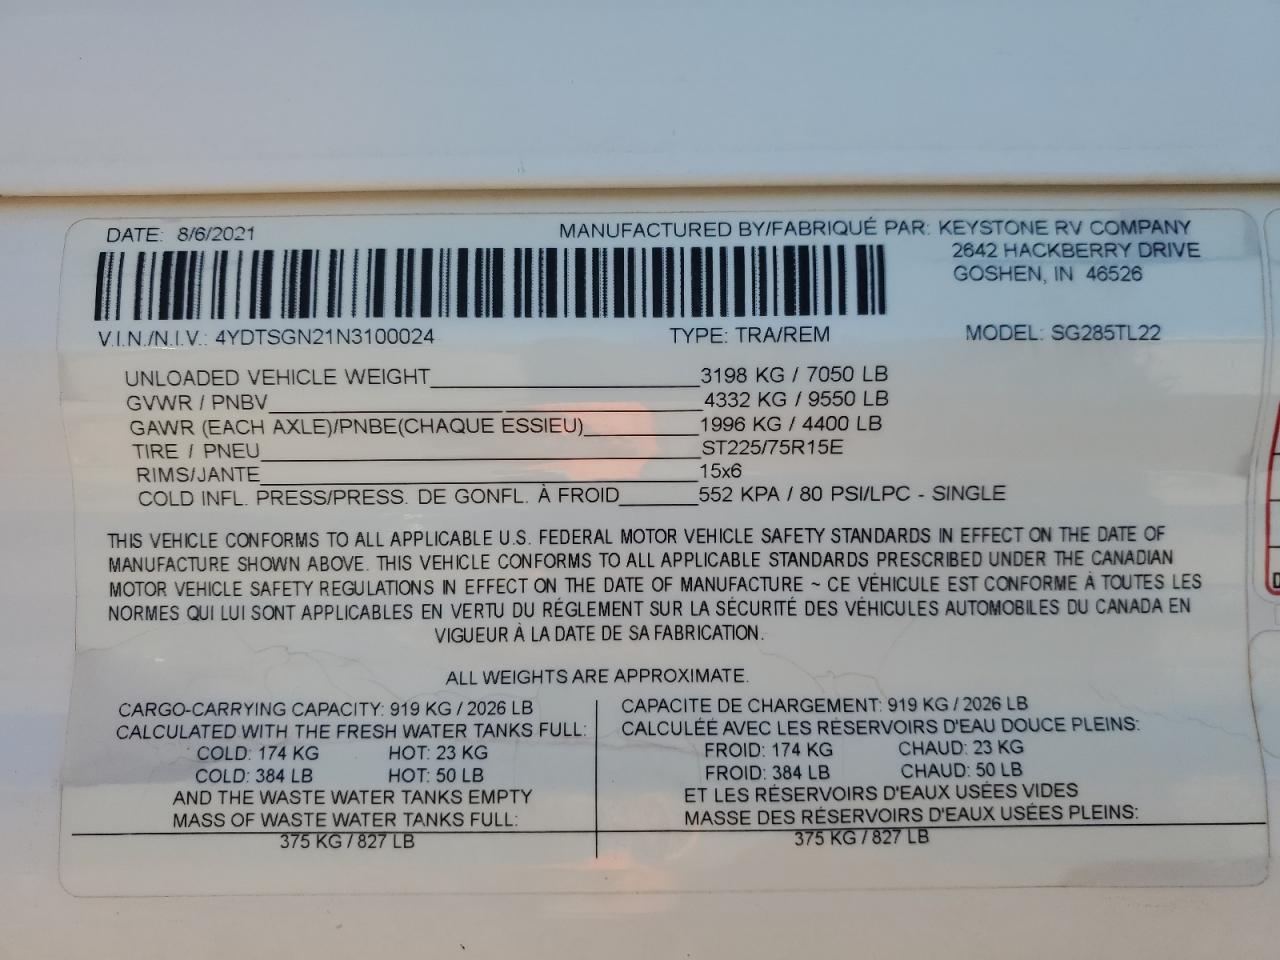 DATE: 8/6/2021
MANUFACTURED BY/FABRIQUÉ PAR: KEYSTONE RV COMPANY
2642 HACKBERRY DRIVE
GOSHEN, IN 46526
V.I.N./N.I.V.: 4YDTSGN21N3100024 TYPE: TRA/REM MODEL: SG285TL22
UNLOADED VEHICLE WEIGHT 3198 KG / 7050 LB
GVWR / PNBV 4332 KG / 9550 LB
GAWR (EACH AXLE)/PNBE(CHAQUE ESSIEU) 1996 KG / 4400 LB
TIRE / PNEU ST225/75R15E
RIMS/JANTE 15x6
COLD INFL. PRESS/PRESS. DE GONFL. À FROID 552 KPA / 80 PSI/LPC - SINGLE
THIS VEHICLE CONFORMS TO ALL APPLICABLE U.S. FEDERAL MOTOR VEHICLE SAFETY STANDARDS IN EFFECT ON THE DATE OF
MANUFACTURE SHOWN ABOVE. THIS VEHICLE CONFORMS TO ALL APPLICABLE STANDARDS PRESCRIBED UNDER THE CANADIAN
MOTOR VEHICLE SAFETY REGULATIONS IN EFFECT ON THE DATE OF MANUFACTURE ~ CE VÉHICULE EST CONFORME À TOUTES LES
NORMES QUI LUI SONT APPLICABLES EN VERTU DU RÉGLEMENT SUR LA SÉCURITÉ DES VÉHICULES AUTOMOBILES DU CANADA EN
VIGUEUR À LA DATE DE SA FABRICATION.
ALL WEIGHTS ARE APPROXIMATE.
CARGO-CARRYING CAPACITY: 919 KG / 2026 LB
CALCULATED WITH THE FRESH WATER TANKS FULL:
COLD: 174 KG HOT: 23 KG
COLD: 384 LB HOT: 50 LB
AND THE WASTE WATER TANKS EMPTY
MASS OF WASTE WATER TANKS FULL:
375 KG / 827 LB
CAPACITE DE CHARGEMENT: 919 KG / 2026 LB
CALCULÉE AVEC LES RÉSERVOIRS D'EAU DOUCE PLEINS:
FROID: 174 KG CHAUD: 23 KG
FROID: 384 LB CHAUD: 50 LB
ET LES RÉSERVOIRS D'EAUX USÉES VIDES
MASSE DES RÉSERVOIRS D'EAUX USÉES PLEINS:
375 KG / 827 LB